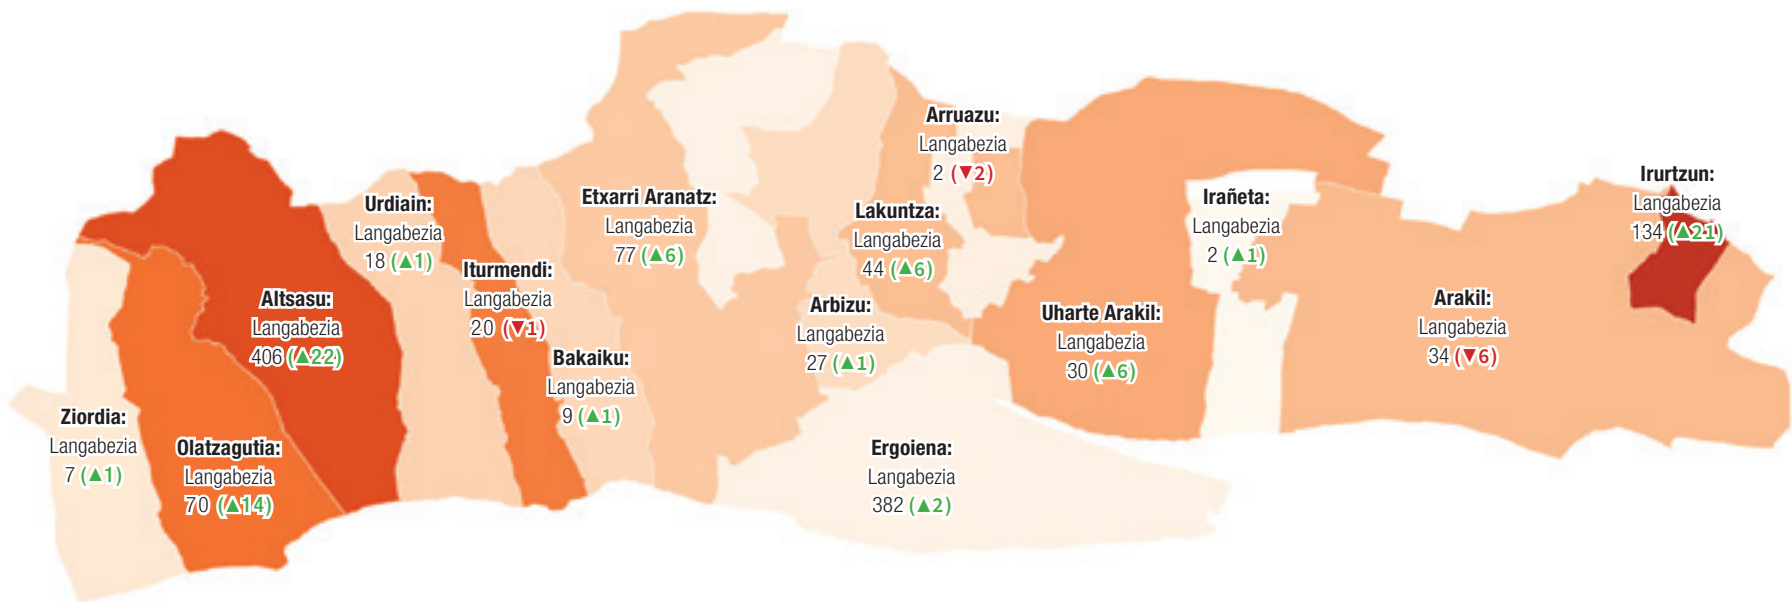 Arruazu:
Langabezia
2 (▼2)
Irurtzun:
Langabezia
134 (▲21)
Urdiain:
Langabezia
18 (▲1)
Etxarri Aranatz:
Langabezia
77 (▲6)
Lakuntza:
Langabezia
44 (▲6)
Irañeta:
Langabezia
2 (▲1)
Iturmendi:
Langabezia
20 (▼1)
Altsasu:
Langabezia
406 (▲22)
Arbizu:
Langabezia
27 (▲1)
Uharte Arakil:
Langabezia
30 (▲6)
Arakil:
Langabezia
34 (▼6)
Bakaiku:
Langabezia
9 (▲1)
Ziordia:
Langabezia
7 (▲1)
Olatzagutia:
Langabezia
70 (▲14)
Ergoiena:
Langabezia
382 (▲2)